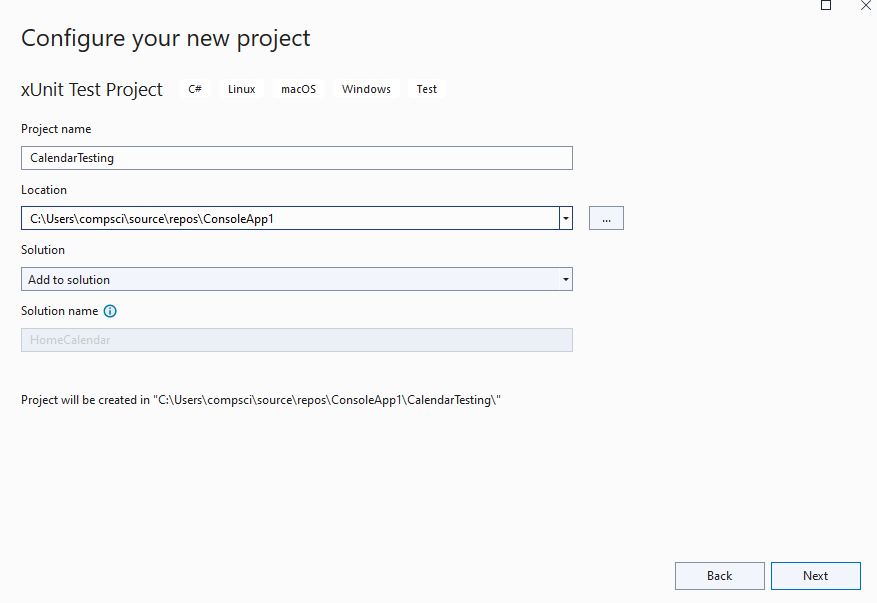 Configure your new project
xUnit Test Project C# Linux macOS Windows Test
Project name
CalendarTesting
Location
C:\Users\compsci\source\repos\ConsoleApp1
...
Solution
Add to solution
Solution name
HomeCalendar
Project will be created in "C:\Users\compsci\source\repos\ConsoleApp1\CalendarTesting\"
Back Next